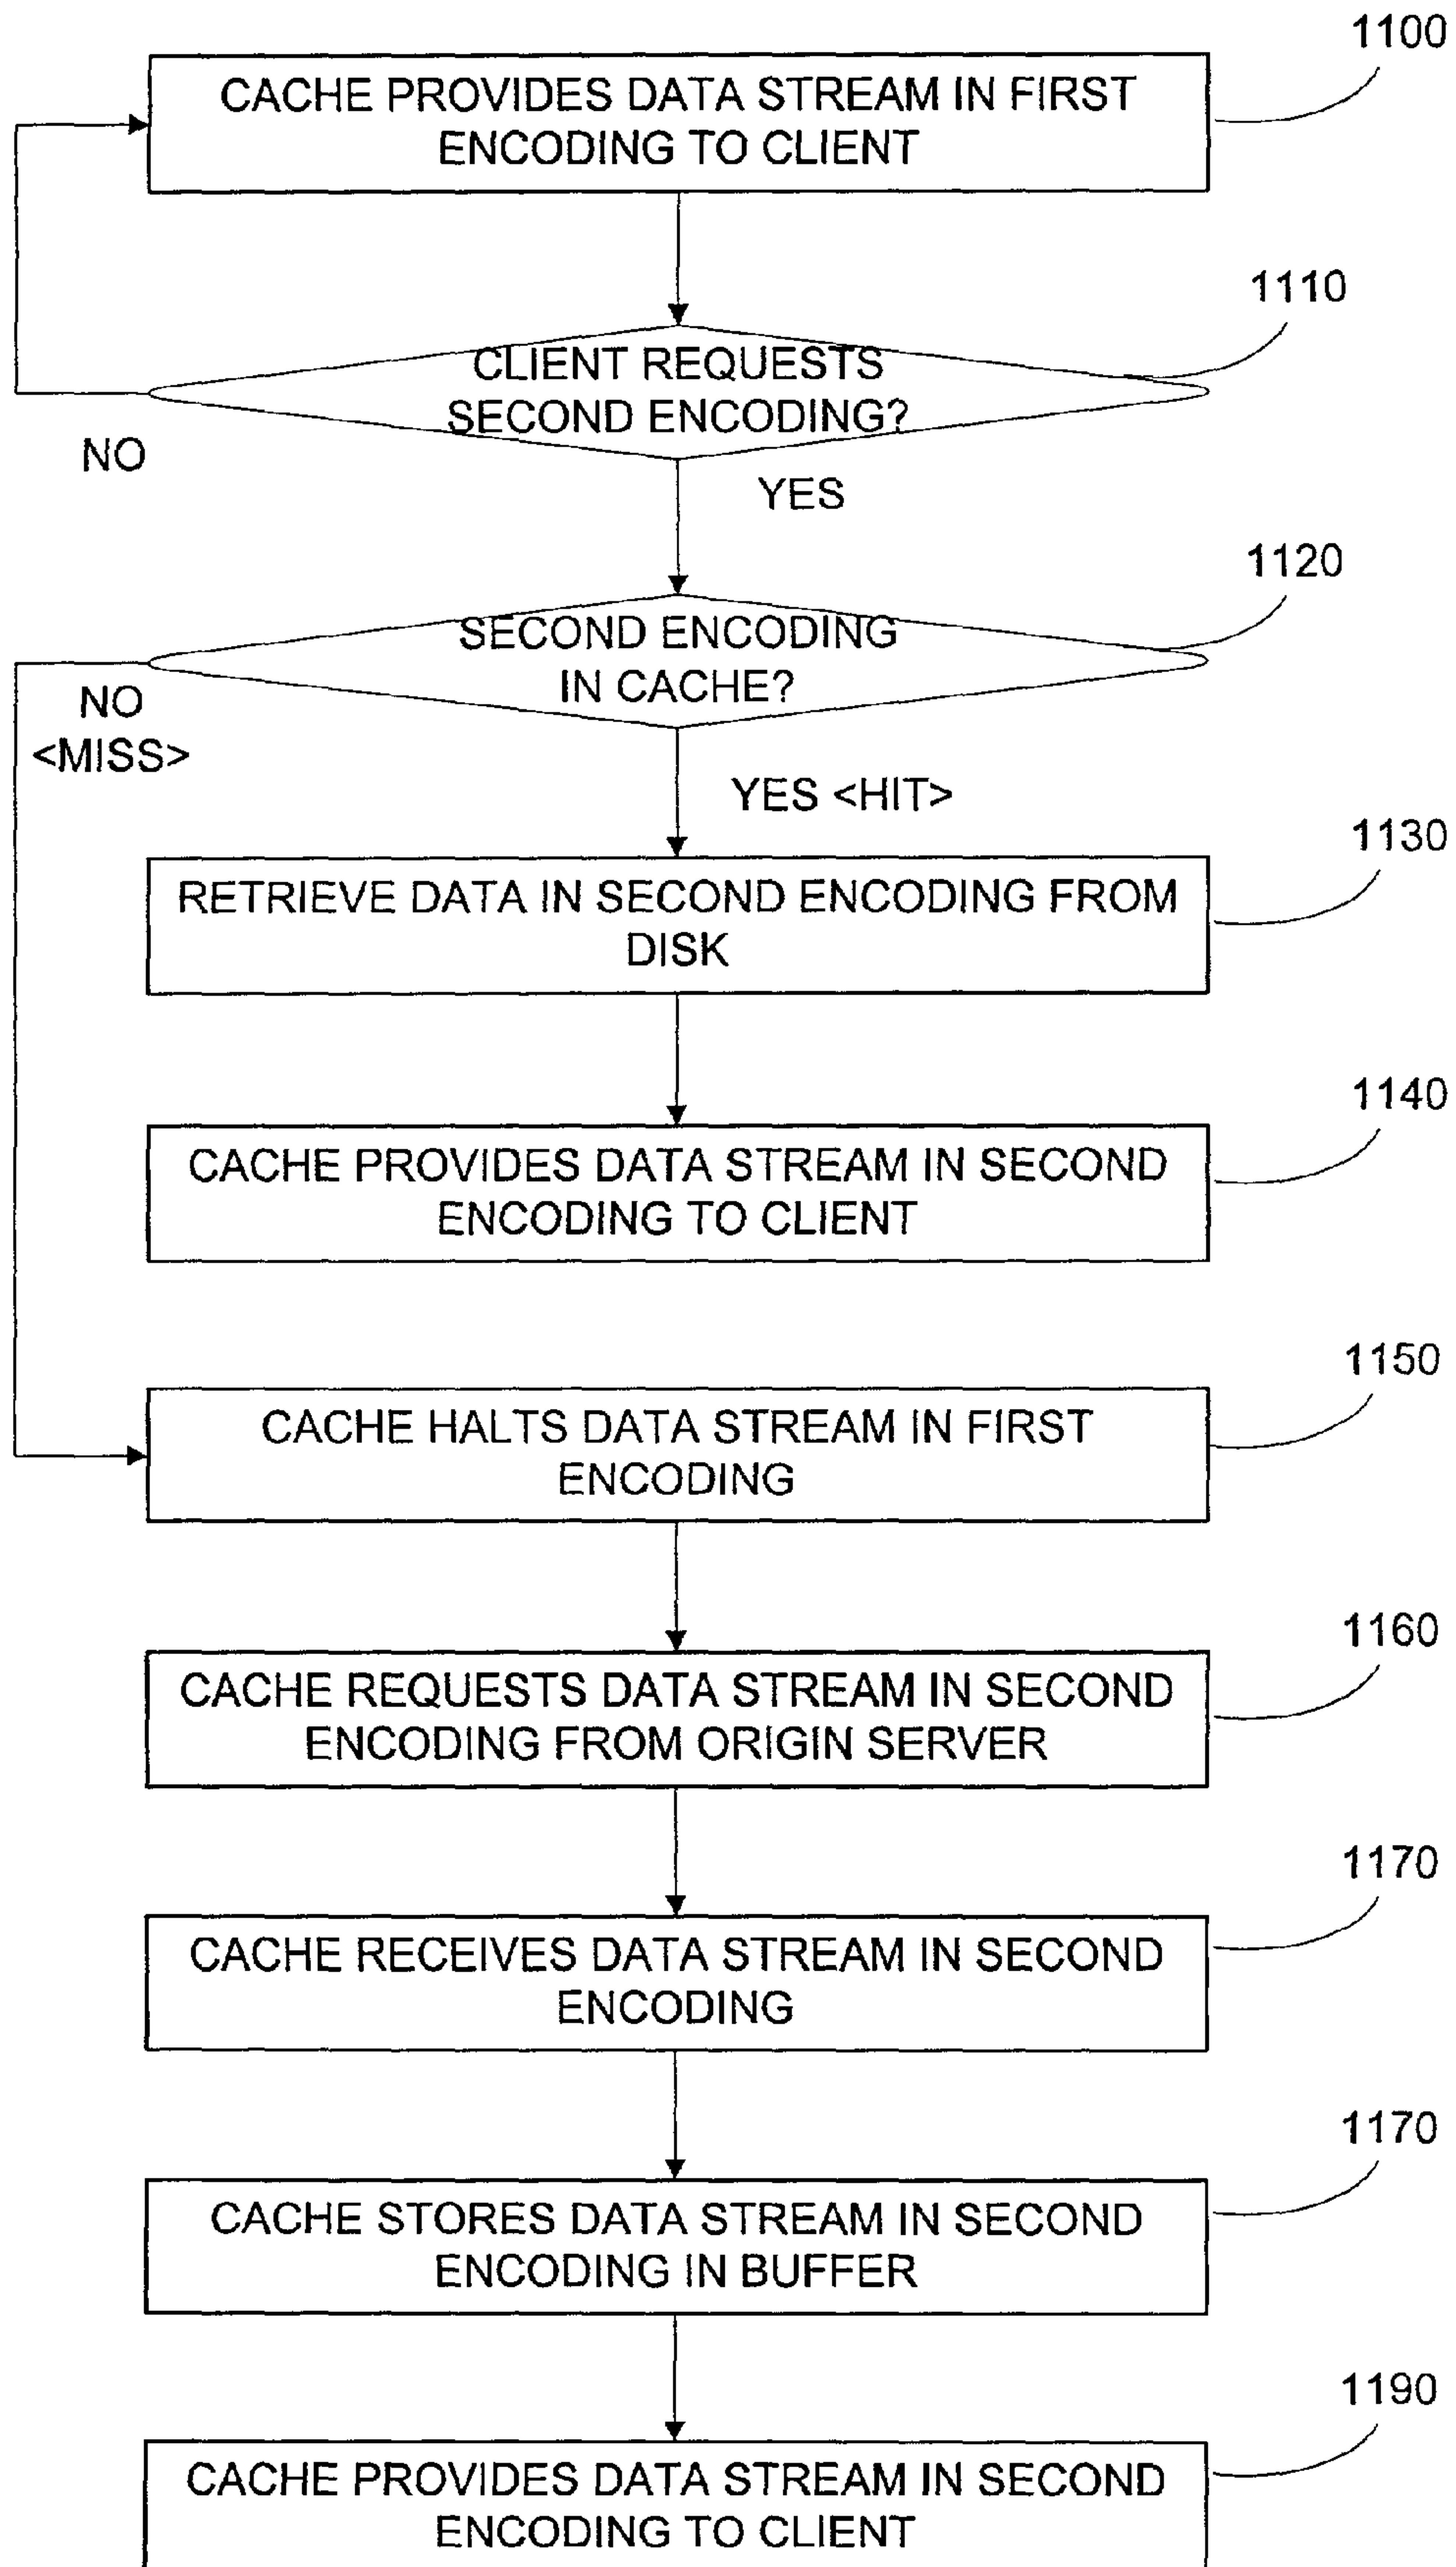 1100
CACHE PROVIDES DATA STREAM IN FIRST
ENCODING TO CLIENT
1110
CLIENT REQUESTS
SECOND ENCODING?
NO
YES
1120
SECOND ENCODING
IN CACHE?
NO
<MISS>
YES <HIT>
1130
RETRIEVE DATA IN SECOND ENCODING FROM
DISK
1140
CACHE PROVIDES DATA STREAM IN SECOND
ENCODING TO CLIENT
1150
CACHE HALTS DATA STREAM IN FIRST
ENCODING
1160
CACHE REQUESTS DATA STREAM IN SECOND
ENCODING FROM ORIGIN SERVER
1170
CACHE RECEIVES DATA STREAM IN SECOND
ENCODING
1170
CACHE STORES DATA STREAM IN SECOND
ENCODING IN BUFFER
1190
CACHE PROVIDES DATA STREAM IN SECOND
ENCODING TO CLIENT